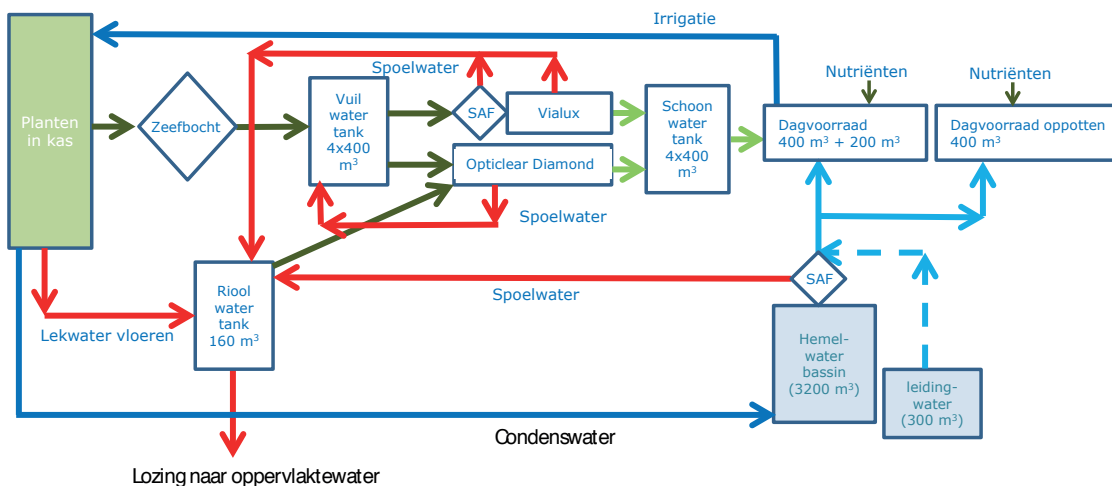 Irrigatie
Nutriënten
Nutriënten
Spoelwater
Planten
in kas
Zeefbocht
Vuil
water
tank
4x400
m³
SAF
Vialux
Opticlear Diamond
Schoon
water
tank
4x400
m³
Dagvoorraad
400 m³ + 200 m³
Dagvoorraad oppotten
400 m³
Spoelwater
Riool
water
tank
160 m³
Spoelwater
SAF
Lekwater vloeren
Hemel-
water
bassin
(3200 m³)
leiding-
water
(300 m³)
Condenswater
Lozing naar oppervlaktewater